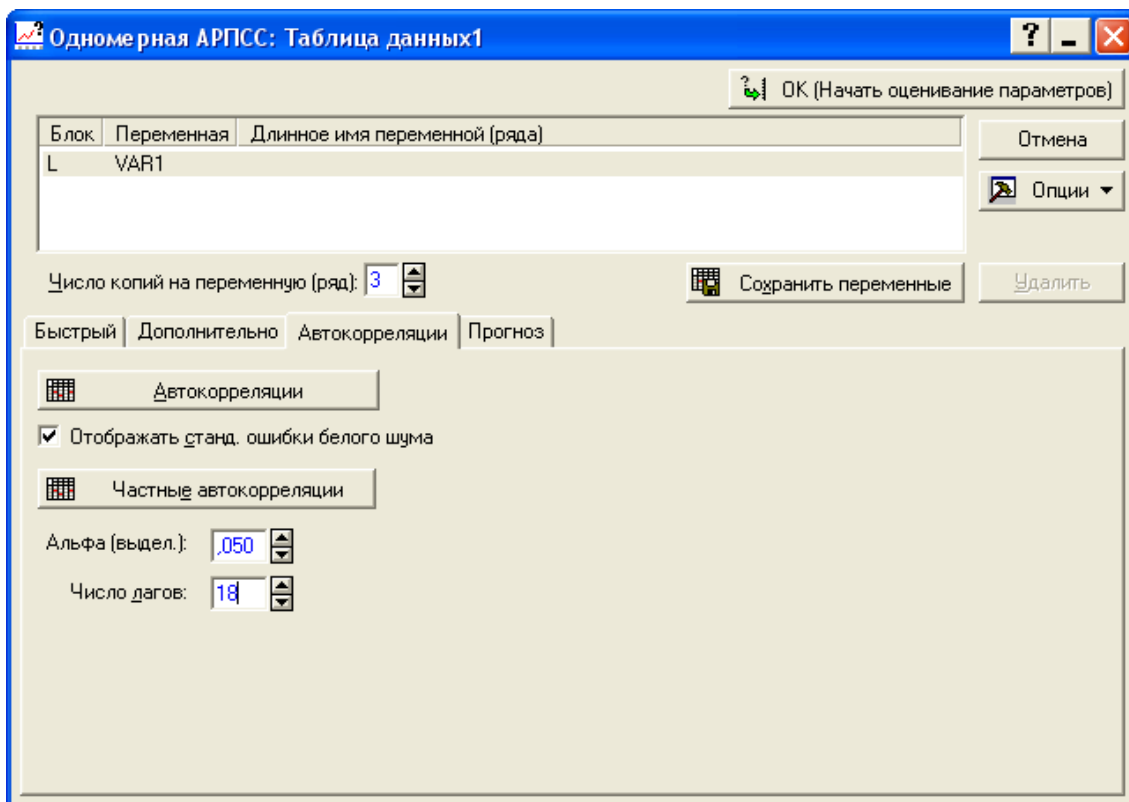 Одномерная АРПСС: Таблица данных1
?
ОК (Начать оценивание параметров)
Блок Переменная Длинное имя переменной (ряда)
L VAR1
Отмена
Опции
Число копий на переменную (ряд): 3
Сохранить переменные
Удалить
Быстрый Дополнительно Автокорреляции Прогноз
Автокорреляции
Отображать станд. ошибки белого шума
Частные автокорреляции
Альфа (выдел.): ,050
Число лагов: 18